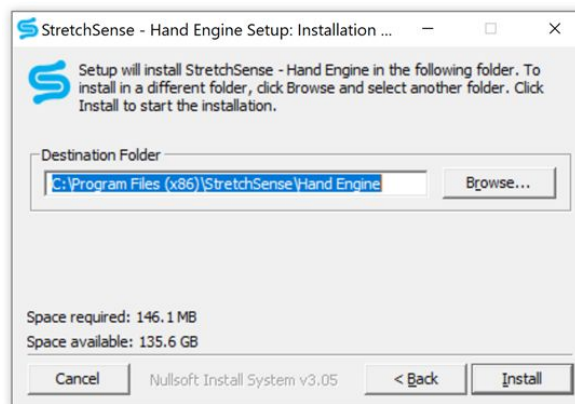 StretchSense - Hand Engine Setup: Installation ...
Setup will install StretchSense - Hand Engine in the following folder. To
install in a different folder, click Browse and select another folder. Click
Install to start the installation.
Destination Folder
C:\Program Files (x86)\StretchSense\Hand Engine
Browse...
Space required: 146.1 MB
Space available: 135.6 GB
Cancel
Nullsoft Install System v3.05
< Back
Install